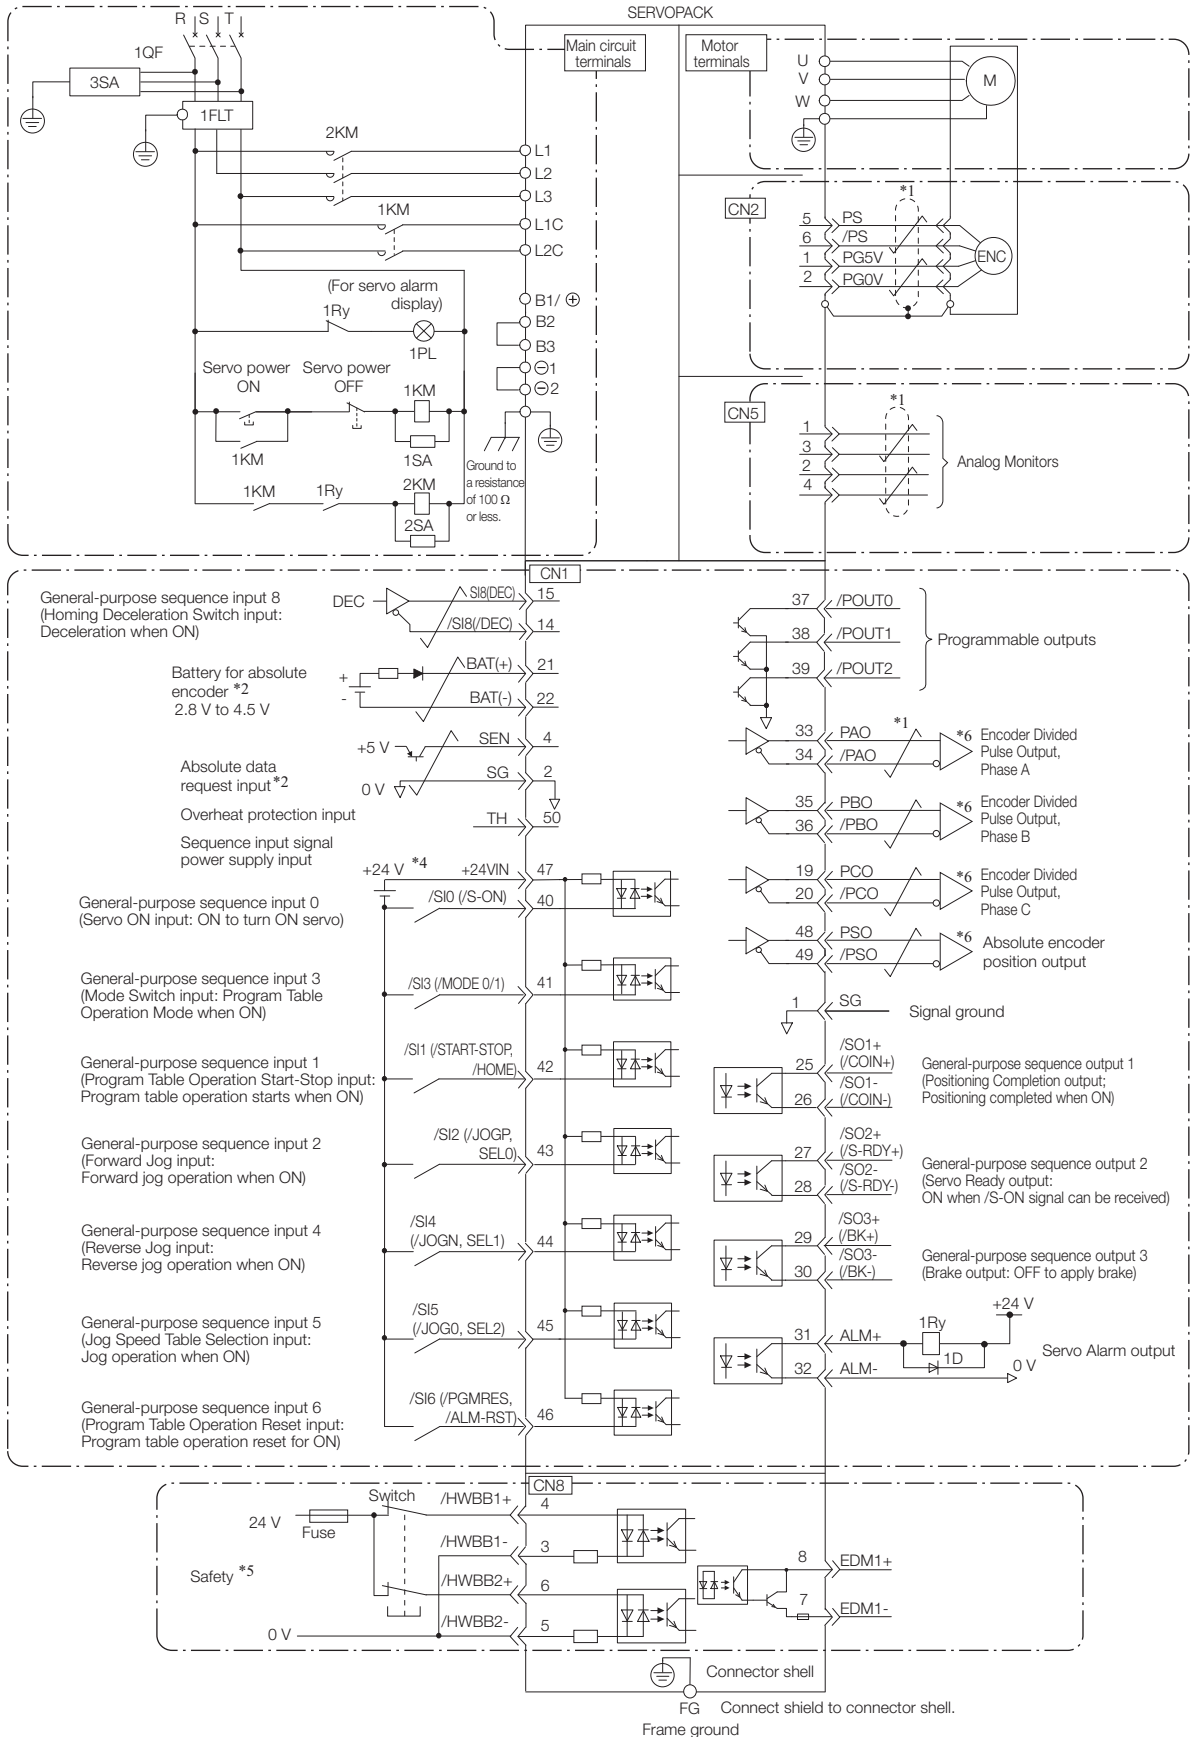 SERVOPACK
R S T
1QF
3SA
1FLT
2KM
Main circuit
terminals
L1
L2
L3
1KM
L1C
L2C
(For servo alarm
display)
1Ry
1PL
B1/ ⊕
B2
B3
⊖1
⊖2
Servo power
ON
Servo power
OFF
1KM
1KM
1SA
1KM
1Ry
2KM
2SA
Ground to
a resistance
of 100 Ω
or less.
Motor
terminals
U
V
W
M
CN2
*1
5 PS
6 /PS
1 PG5V
2 PG0V
ENC
CN5
*1
1
3
2
4
Analog Monitors
CN1
General-purpose sequence input 8
(Homing Deceleration Switch input:
Deceleration when ON)
DEC
SI8(DEC) 15
/SI8(/DEC) 14
Battery for absolute
encoder *2
2.8 V to 4.5 V
+
-
BAT(+) 21
BAT(-) 22
+5 V
SEN 4
Absolute data
request input*2
0 V
SG 2
Overheat protection input
TH 50
Sequence input signal
power supply input
+24 V *4 +24VIN 47
General-purpose sequence input 0
(Servo ON input: ON to turn ON servo)
/SI0 (/S-ON) 40
General-purpose sequence input 3
(Mode Switch input: Program Table
Operation Mode when ON)
/SI3 (/MODE 0/1) 41
General-purpose sequence input 1
(Program Table Operation Start-Stop input:
Program table operation starts when ON)
/SI1 (/START-STOP,
/HOME) 42
General-purpose sequence input 2
(Forward Jog input:
Forward jog operation when ON)
/SI2 (/JOGP,
SEL0) 43
General-purpose sequence input 4
(Reverse Jog input:
Reverse jog operation when ON)
/SI4
(/JOGN, SEL1) 44
General-purpose sequence input 5
(Jog Speed Table Selection input:
Jog operation when ON)
/SI5
(/JOG0, SEL2) 45
General-purpose sequence input 6
(Program Table Operation Reset input:
Program table operation reset for ON)
/SI6 (/PGMRES,
/ALM-RST) 46
37 /POUT0
38 /POUT1
39 /POUT2
Programmable outputs
33 PAO *1
34 /PAO
*6 Encoder Divided
Pulse Output,
Phase A
35 PBO
36 /PBO
*6 Encoder Divided
Pulse Output,
Phase B
19 PCO
20 /PCO
*6 Encoder Divided
Pulse Output,
Phase C
48 PSO
49 /PSO
*6 Absolute encoder
position output
1 SG
Signal ground
/SO1+
25 (/COIN+)
/SO1-
26 (/COIN-)
General-purpose sequence output 1
(Positioning Completion output;
Positioning completed when ON)
/SO2+
27 (/S-RDY+)
/SO2-
28 (/S-RDY-)
General-purpose sequence output 2
(Servo Ready output:
ON when /S-ON signal can be received)
/SO3+
29 (/BK+)
/SO3-
30 (/BK-)
General-purpose sequence output 3
(Brake output: OFF to apply brake)
+24 V
1Ry
31 ALM+
1D
32 ALM-
0 V
Servo Alarm output
CN8
Switch
24 V
Fuse
/HWBB1+ 4
/HWBB1- 3
Safety *5
/HWBB2+ 6
/HWBB2- 5
0 V
8 EDM1+
7 EDM1-
Connector shell
FG Connect shield to connector shell.
Frame ground